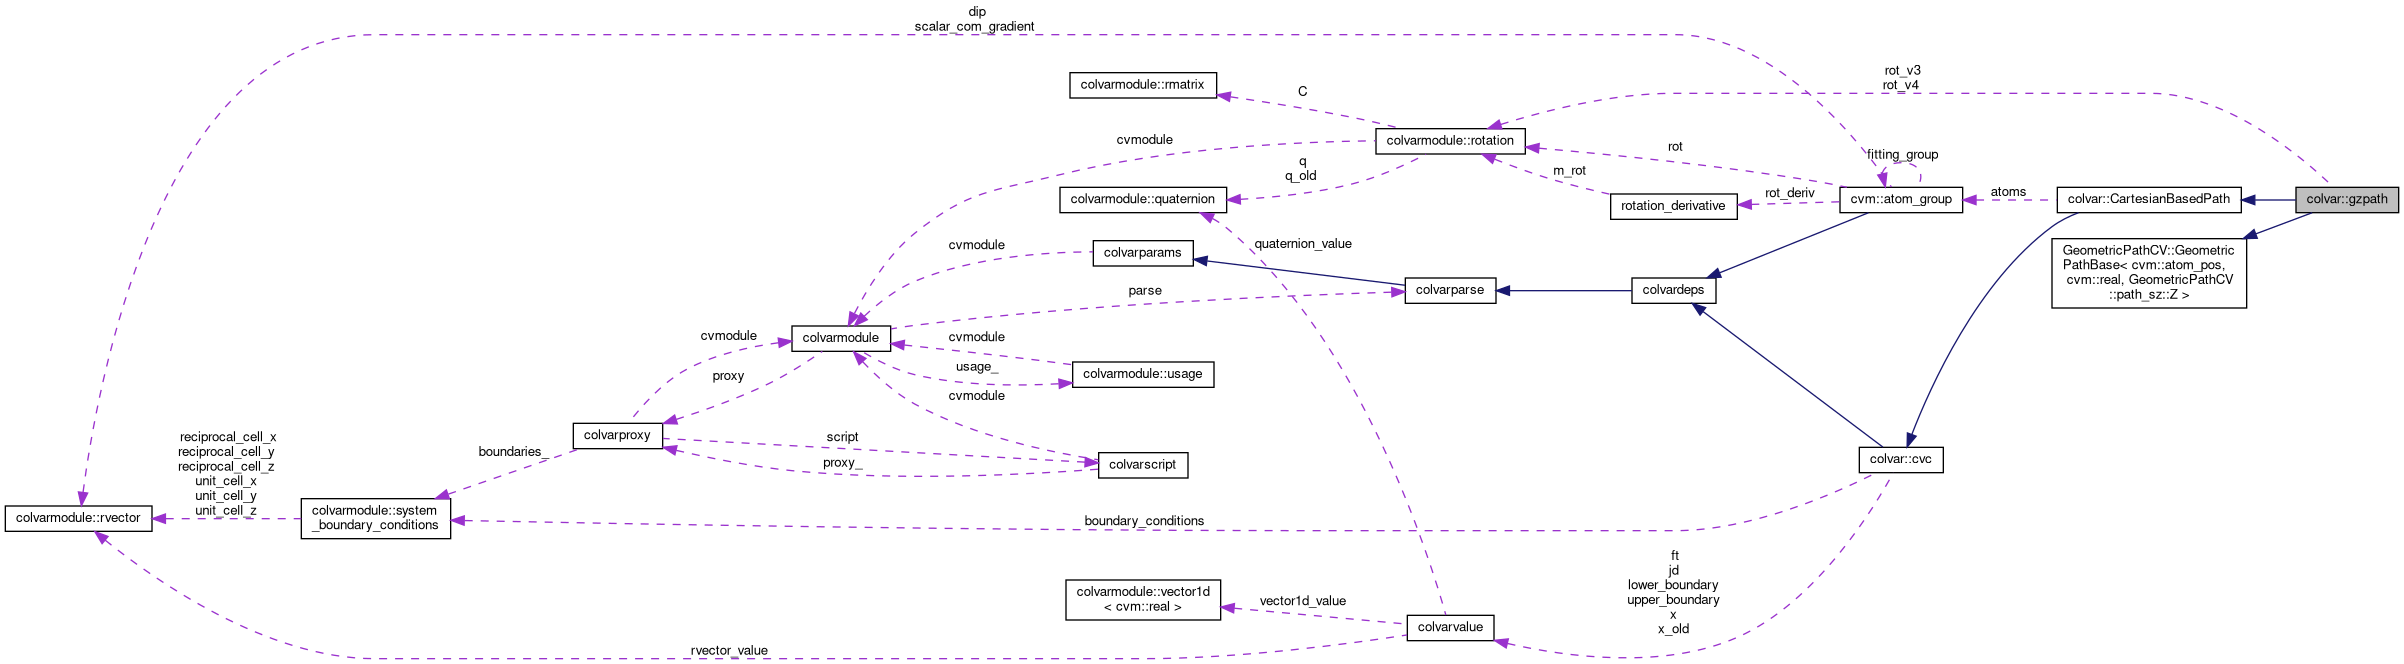 dip
scalar_com_gradient
rot_v3
rot_v4
colvarmodule::rmatrix
C
colvarmodule::rotation
cvmodule
rot
fitting_group
q
q_old
m_rot
rot_deriv
atoms
colvarmodule::quaternion
rotation_derivative
cvm::atom_group
colvar::CartesianBasedPath
colvar::gzpath
cvmodule
colvarparams
quaternion_value
GeometricPathCV::Geometric
PathBase< cvm::atom_pos,
cvm::real, GeometricPathCV
::path_sz::Z >
parse
colvarparse
colvardeps
cvmodule
colvarmodule
cvmodule
proxy
usage_
colvarmodule::usage
cvmodule
colvarproxy
script
proxy_
colvarscript
boundaries_
reciprocal_cell_x
reciprocal_cell_y
reciprocal_cell_z
unit_cell_x
unit_cell_y
unit_cell_z
colvar::cvc
colvarmodule::rvector
colvarmodule::system
_boundary_conditions
boundary_conditions
ft
jd
lower_boundary
upper_boundary
x
x_old
colvarmodule::vector1d
< cvm::real >
vector1d_value
colvarvalue
rvector_value